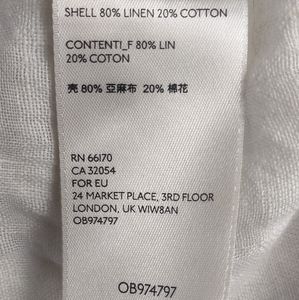 SHELL 80% LINEN 20% COTTON
CONTENTI_F 80% LIN
20% COTON
壳 80% 亞麻布 20% 棉花
RN 66170
CA 32054
FOR EU
24 MARKET PLACE, 3RD FLOOR
LONDON, UK WIW8AN
OB974797
OB974797